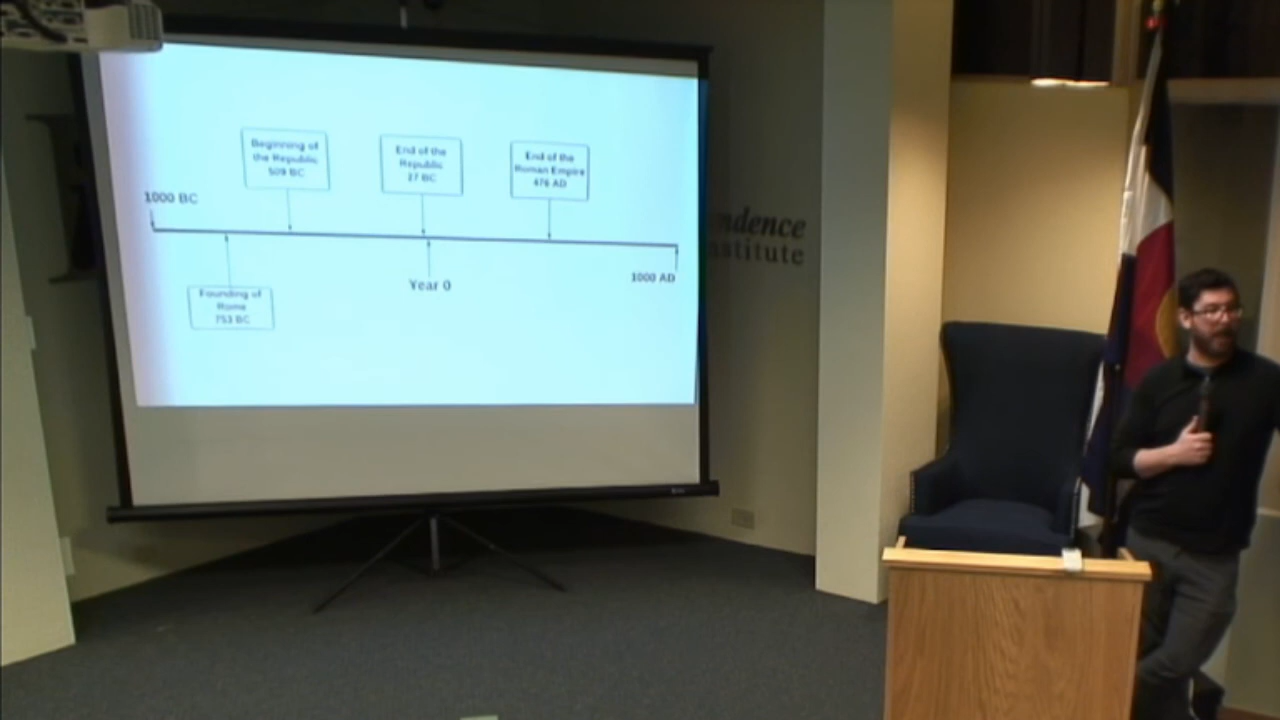 Beginning of
the Republic
509 BC
End of the
Republic
27 BC
End of the
Roman Empire
476 AD
1000 BC
ndence
nstitute
1000 AD
Year 0
Founding of
Rome
753 BC